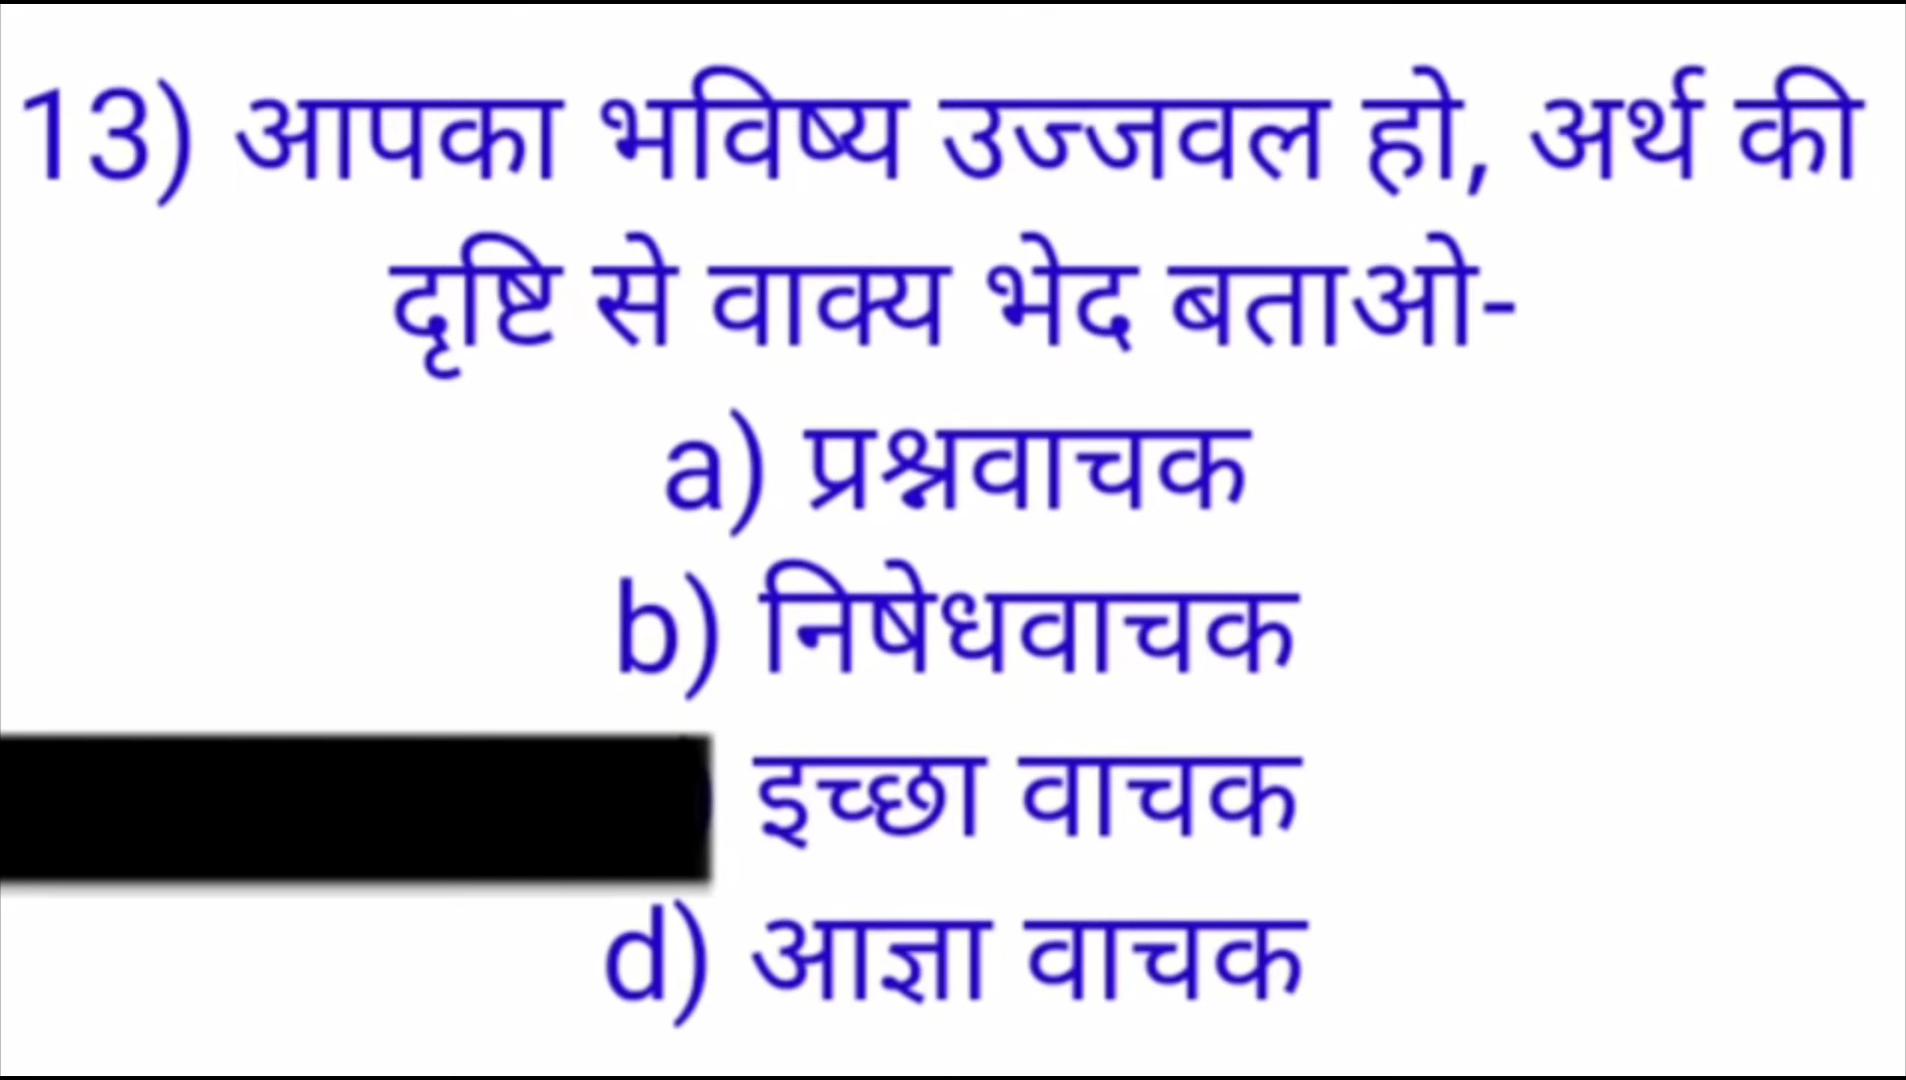 13) आपका भविष्य उज्जवल हो, अर्थ की
दृष्टि से वाक्य भेद बताओ-
a) प्रश्नवाचक
b) निषेधवाचक
इच्छा वाचक
d) आज्ञा वाचक